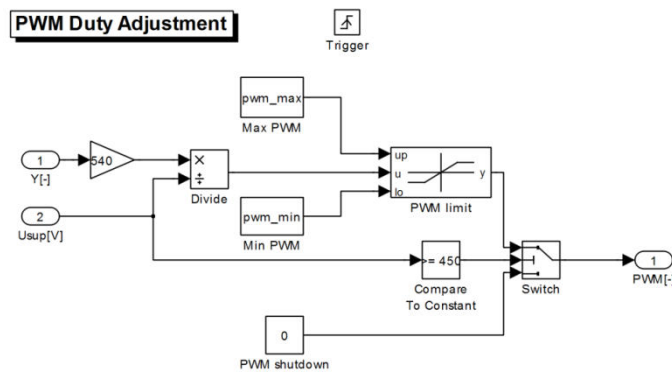 PWM Duty Adjustment
Trigger
pwm_max
Max PWM
1
Y[-]
540
×
÷
Divide
up
u
lo
y
PWM limit
2
Usup[V]
pwm_min
Min PWM
>= 450
Compare
To Constant
Switch
1
PWM[-]
0
PWM shutdown